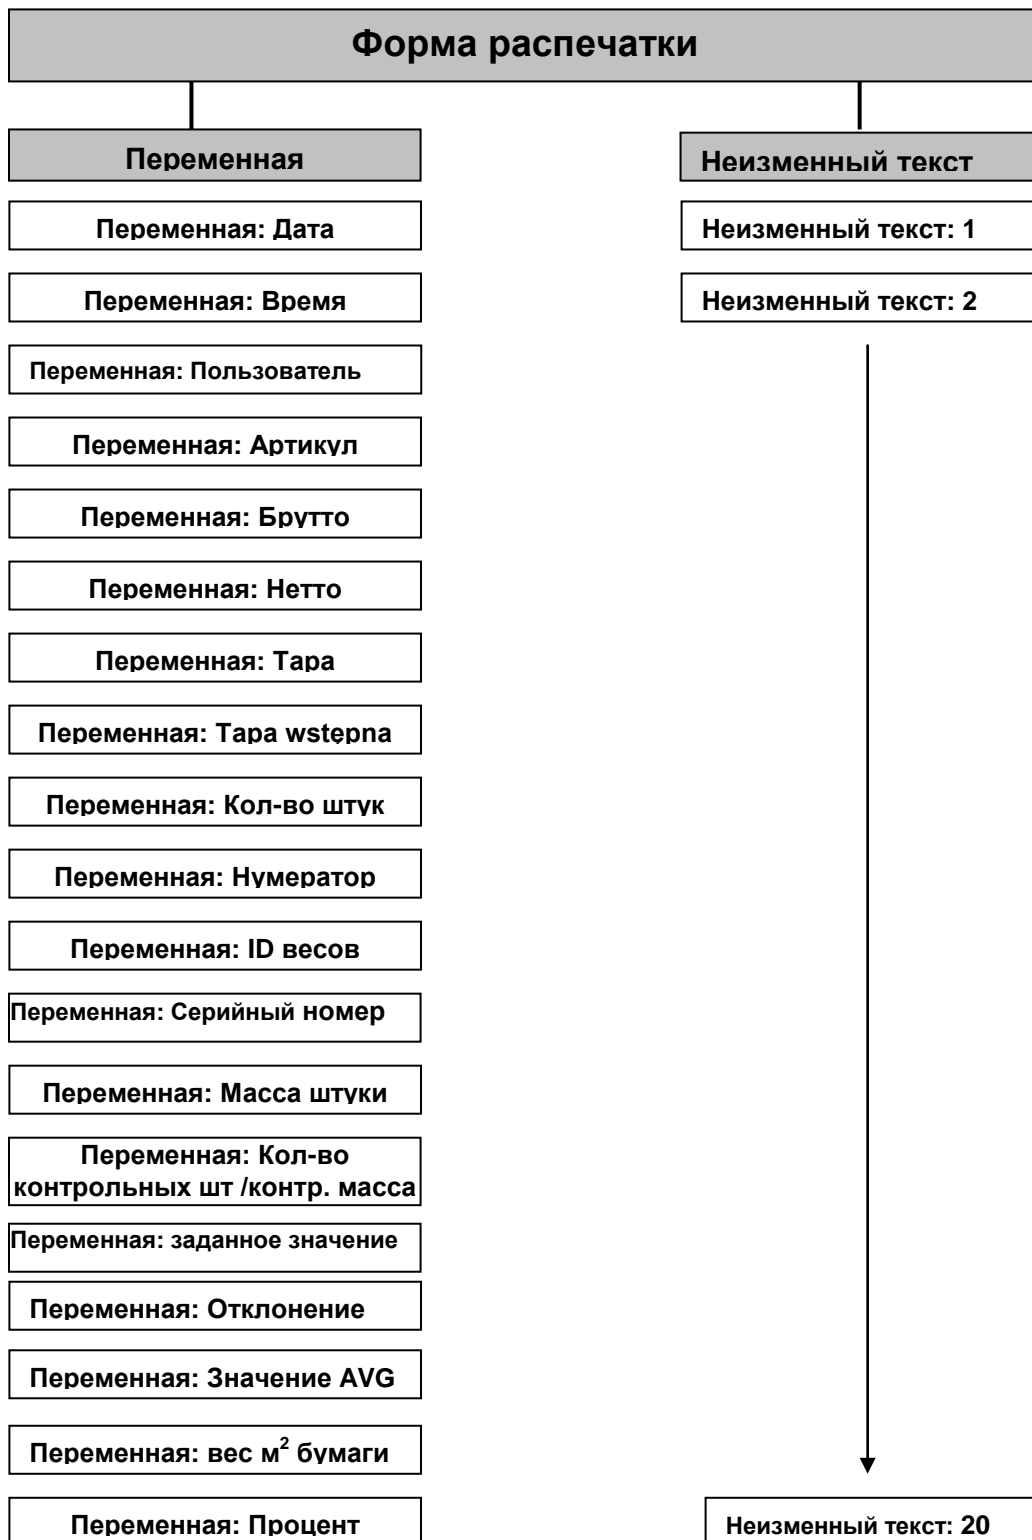 Форма распечатки
Переменная
Неизменный текст
Переменная: Дата
Неизменный текст: 1
Переменная: Время
Неизменный текст: 2
Переменная: Пользователь
Переменная: Артикул
Переменная: Брутто
Переменная: Нетто
Переменная: Тара
Переменная: Тара wstępna
Переменная: Кол-во штук
Переменная: Нумератор
Переменная: ID весов
Переменная: Серийный номер
Переменная: Масса штуки
Переменная: Кол-во
контрольных шт /контр. масса
Переменная: заданное значение
Переменная: Отклонение
Переменная: Значение AVG
Переменная: вес м² бумаги
Переменная: Процент
Неизменный текст: 20